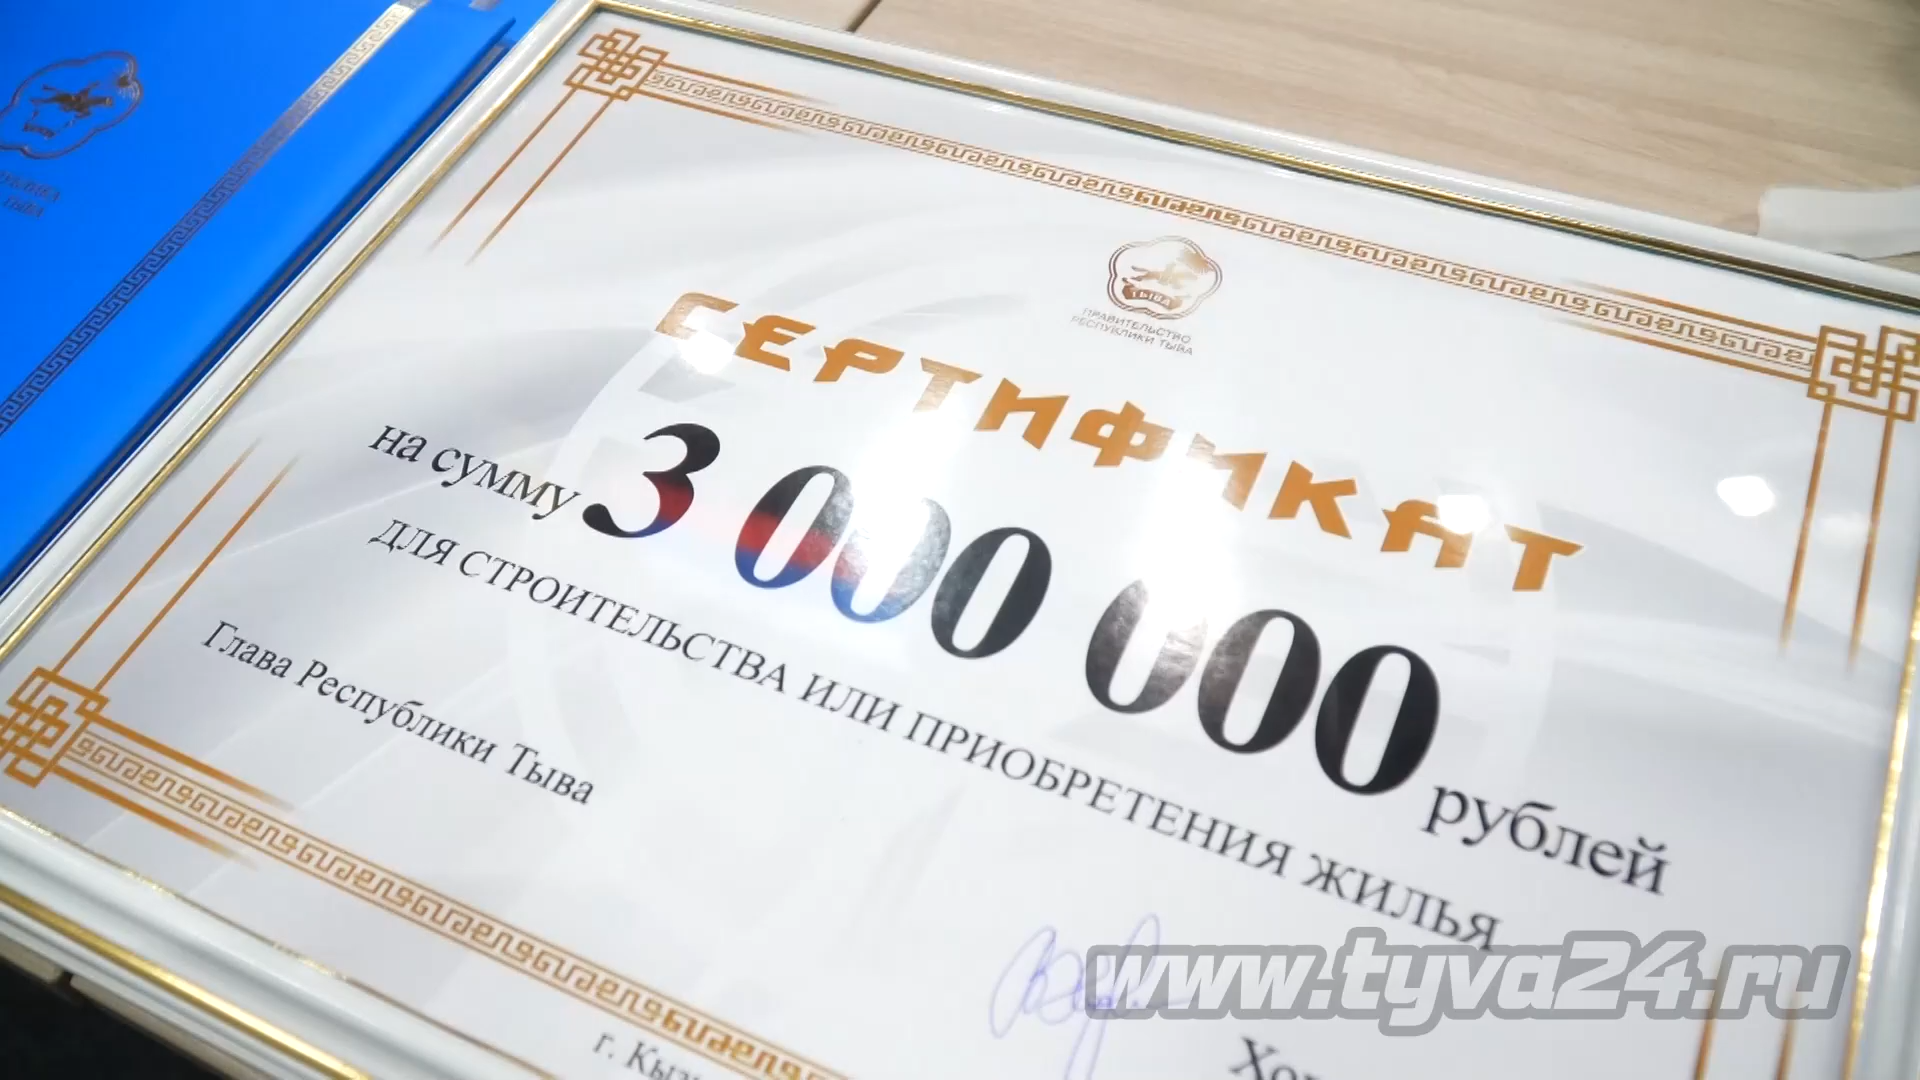 ТЫВА
ПРАВИТЕЛЬСТВО
РЕСПУБЛИКИ ТЫВА
СЕРТИФИКАТ
на сумму 3 000 000 рублей
ДЛЯ СТРОИТЕЛЬСТВА ИЛИ ПРИОБРЕТЕНИЯ ЖИЛЬЯ
Глава Республики Тыва
г.
www.tyva24.ru